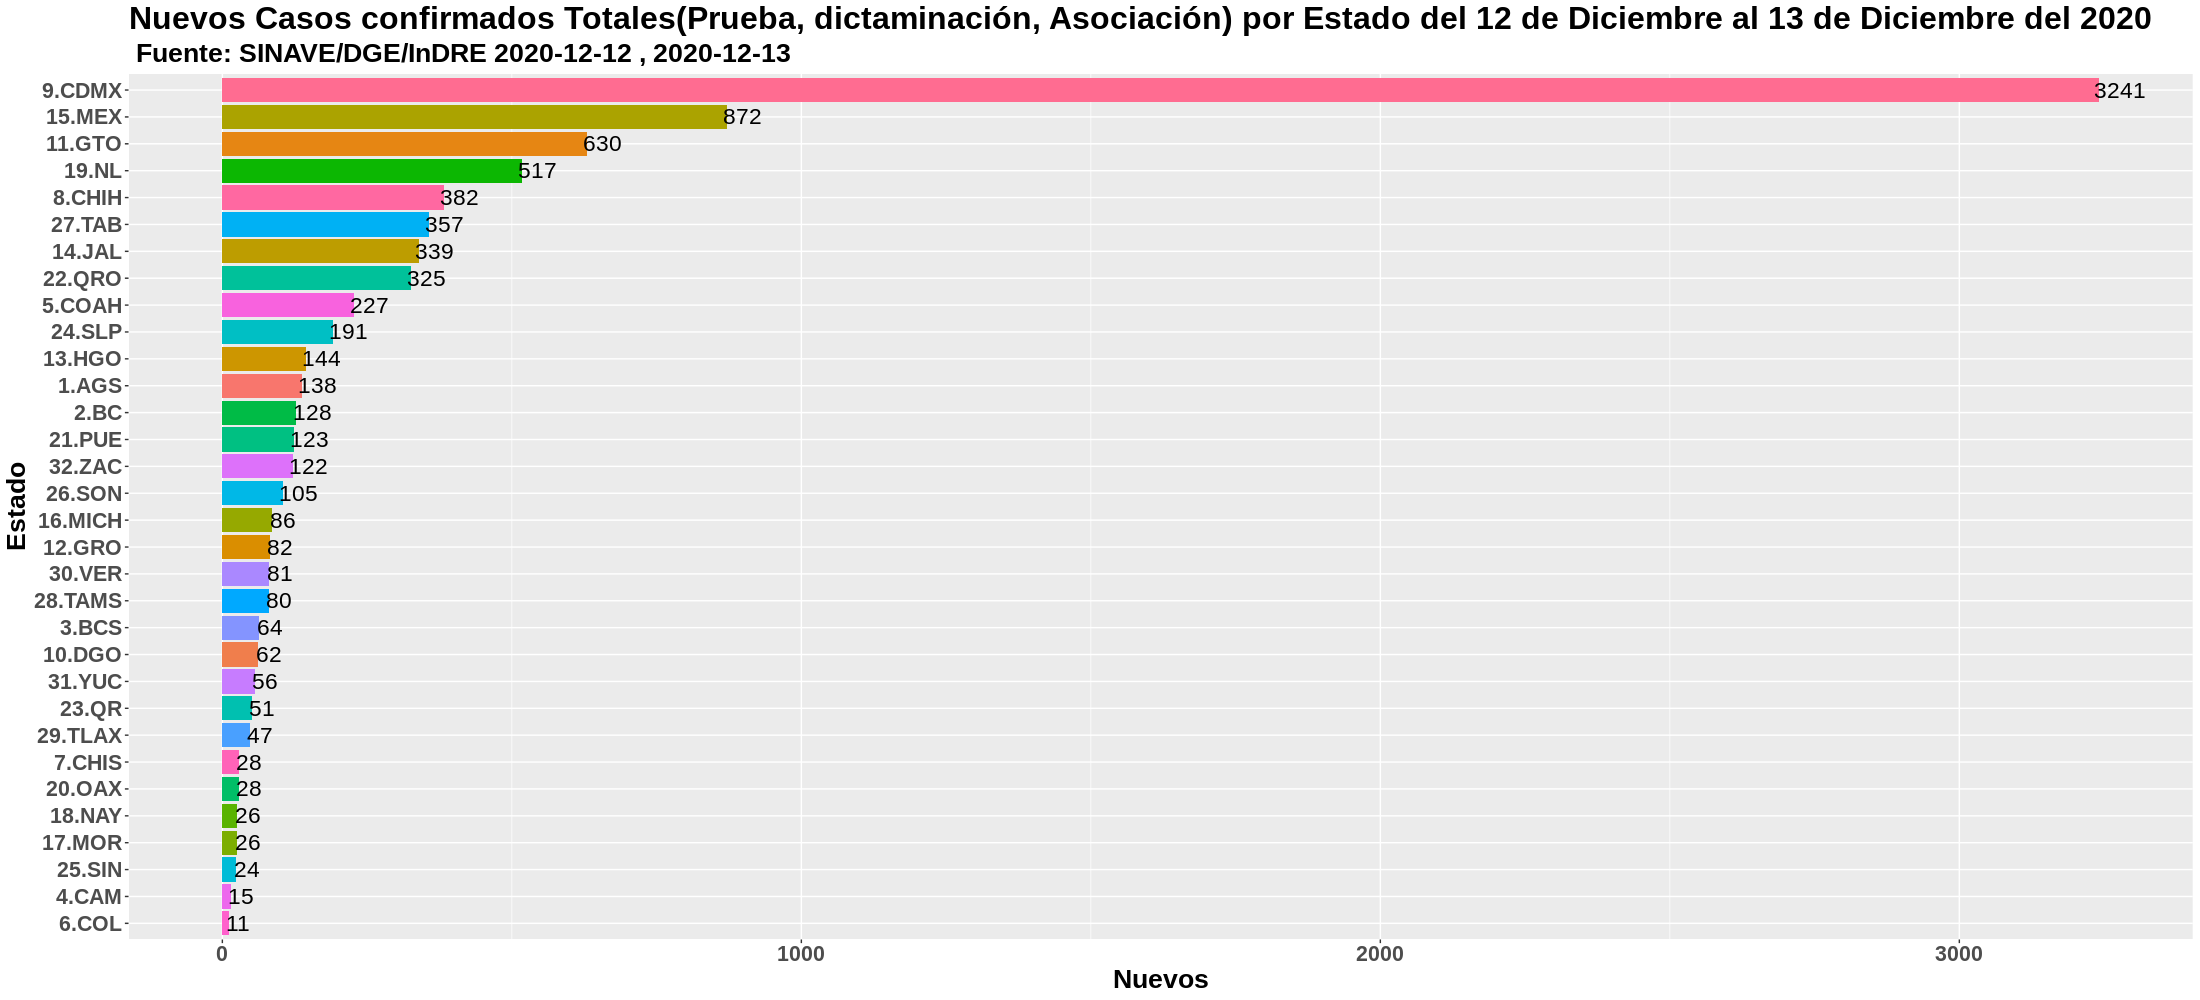 Nuevos Casos confirmados Totales(Prueba, dictaminación, Asociación) por Estado del 12 de Diciembre al 13 de Diciembre del 2020
Fuente: SINAVE/DGE/InDRE 2020-12-12 , 2020-12-13
9.CDMX 3241
15.MEX 872
11.GTO 630
19.NL 517
8.CHIH 382
27.TAB 357
14.JAL 339
22.QRO 325
5.COAH 227
24.SLP 191
13.HGO 144
1.AGS 138
2.BC 128
21.PUE 123
32.ZAC 122
26.SON 105
16.MICH 86
12.GRO 82
30.VER 81
28.TAMS 80
3.BCS 64
10.DGO 62
31.YUC 56
23.QR 51
29.TLAX 47
7.CHIS 28
20.OAX 28
18.NAY 26
17.MOR 26
25.SIN 24
4.CAM 15
6.COL 11
Estado
0 1000 2000 3000
Nuevos